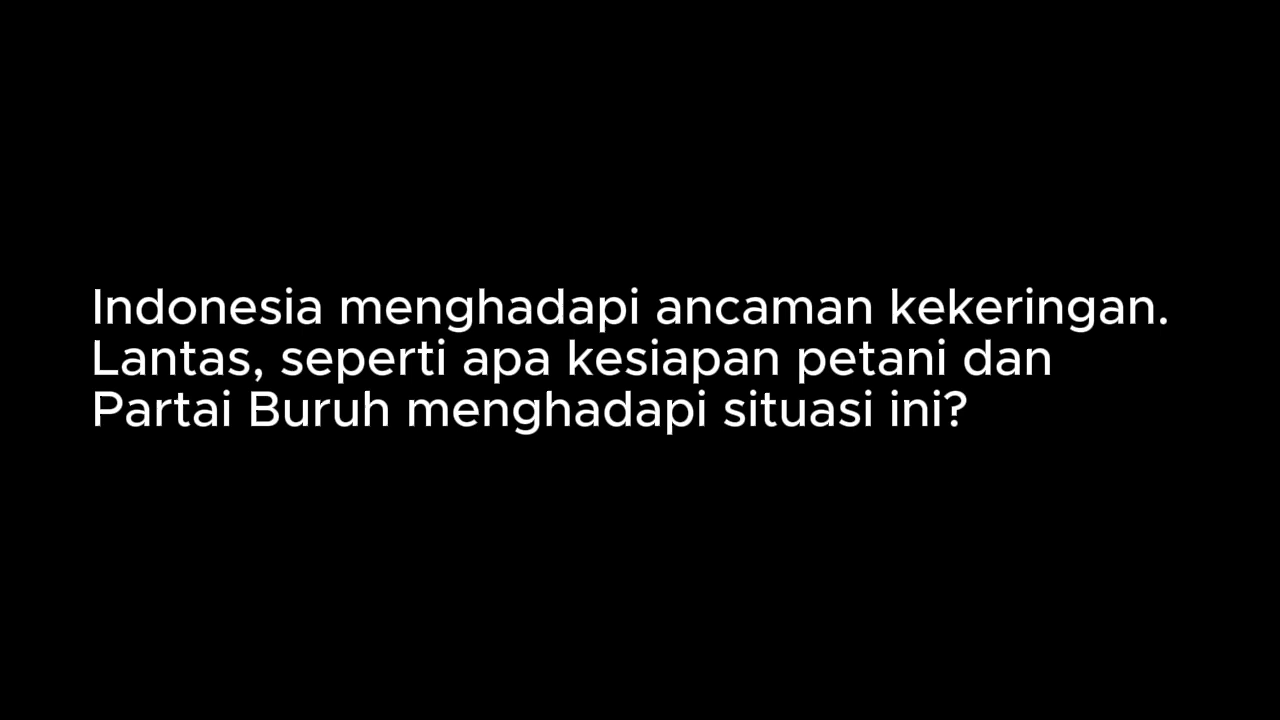 Indonesia menghadapi ancaman kekeringan.
Lantas, seperti apa kesiapan petani dan
Partai Buruh menghadapi situasi ini?